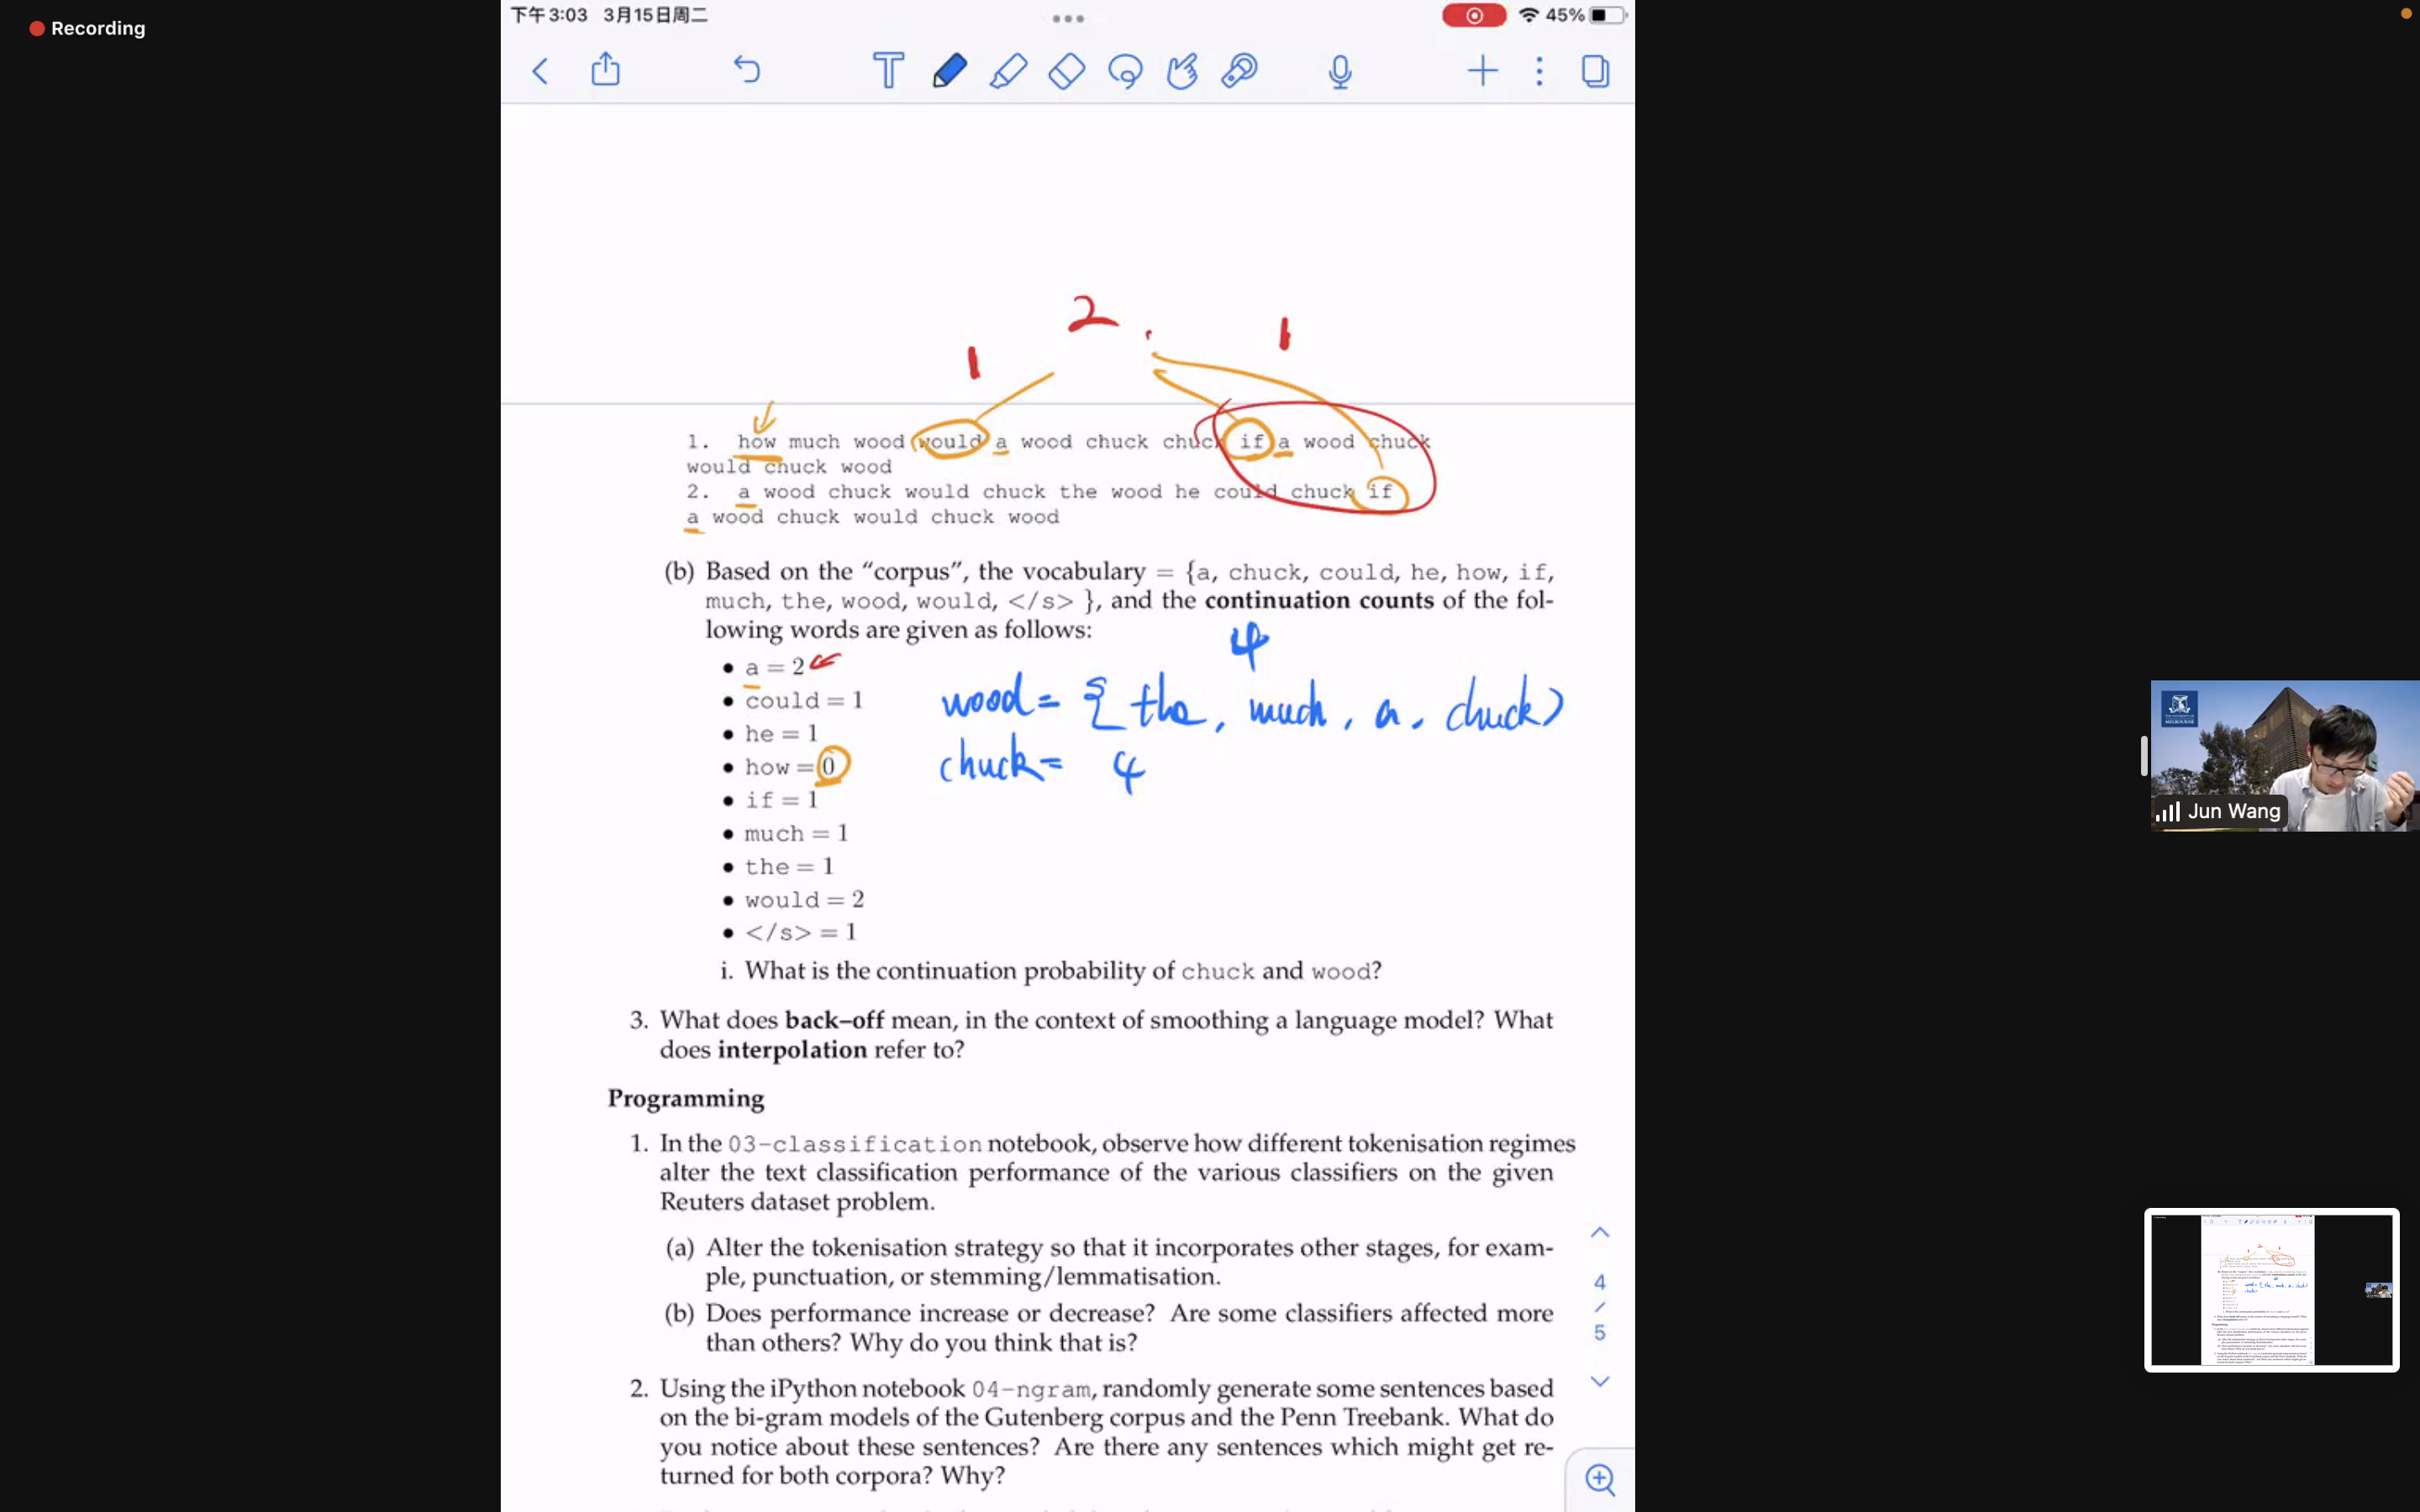 Recording
下午3:03 3月15日周二
45%
2
1
1
1. how much wood would a wood chuck chuck if a wood chuck
would chuck wood
2. a wood chuck would chuck the wood he could chuck if
a wood chuck would chuck wood
(b) Based on the “corpus”, the vocabulary = {a, chuck, could, he, how, if,
much, the, wood, would, </s> }, and the continuation counts of the fol-
lowing words are given as follows:
4
• a = 2
wood = { the, much, a, chuck }
• could = 1
• he = 1
chuck = 4
• how = 0
• if = 1
• much = 1
• the = 1
• would = 2
• </s> = 1
i. What is the continuation probability of chuck and wood?
3. What does back–off mean, in the context of smoothing a language model? What
does interpolation refer to?
Programming
1. In the 03-classification notebook, observe how different tokenisation regimes
alter the text classification performance of the various classifiers on the given
Reuters dataset problem.
(a) Alter the tokenisation strategy so that it incorporates other stages, for exam-
ple, punctuation, or stemming/lemmatisation.
(b) Does performance increase or decrease? Are some classifiers affected more
than others? Why do you think that is?
2. Using the iPython notebook 04-ngram, randomly generate some sentences based
on the bi-gram models of the Gutenberg corpus and the Penn Treebank. What do
you notice about these sentences? Are there any sentences which might get re-
turned for both corpora? Why?
4
/
5
MELBOURNE
Jun Wang